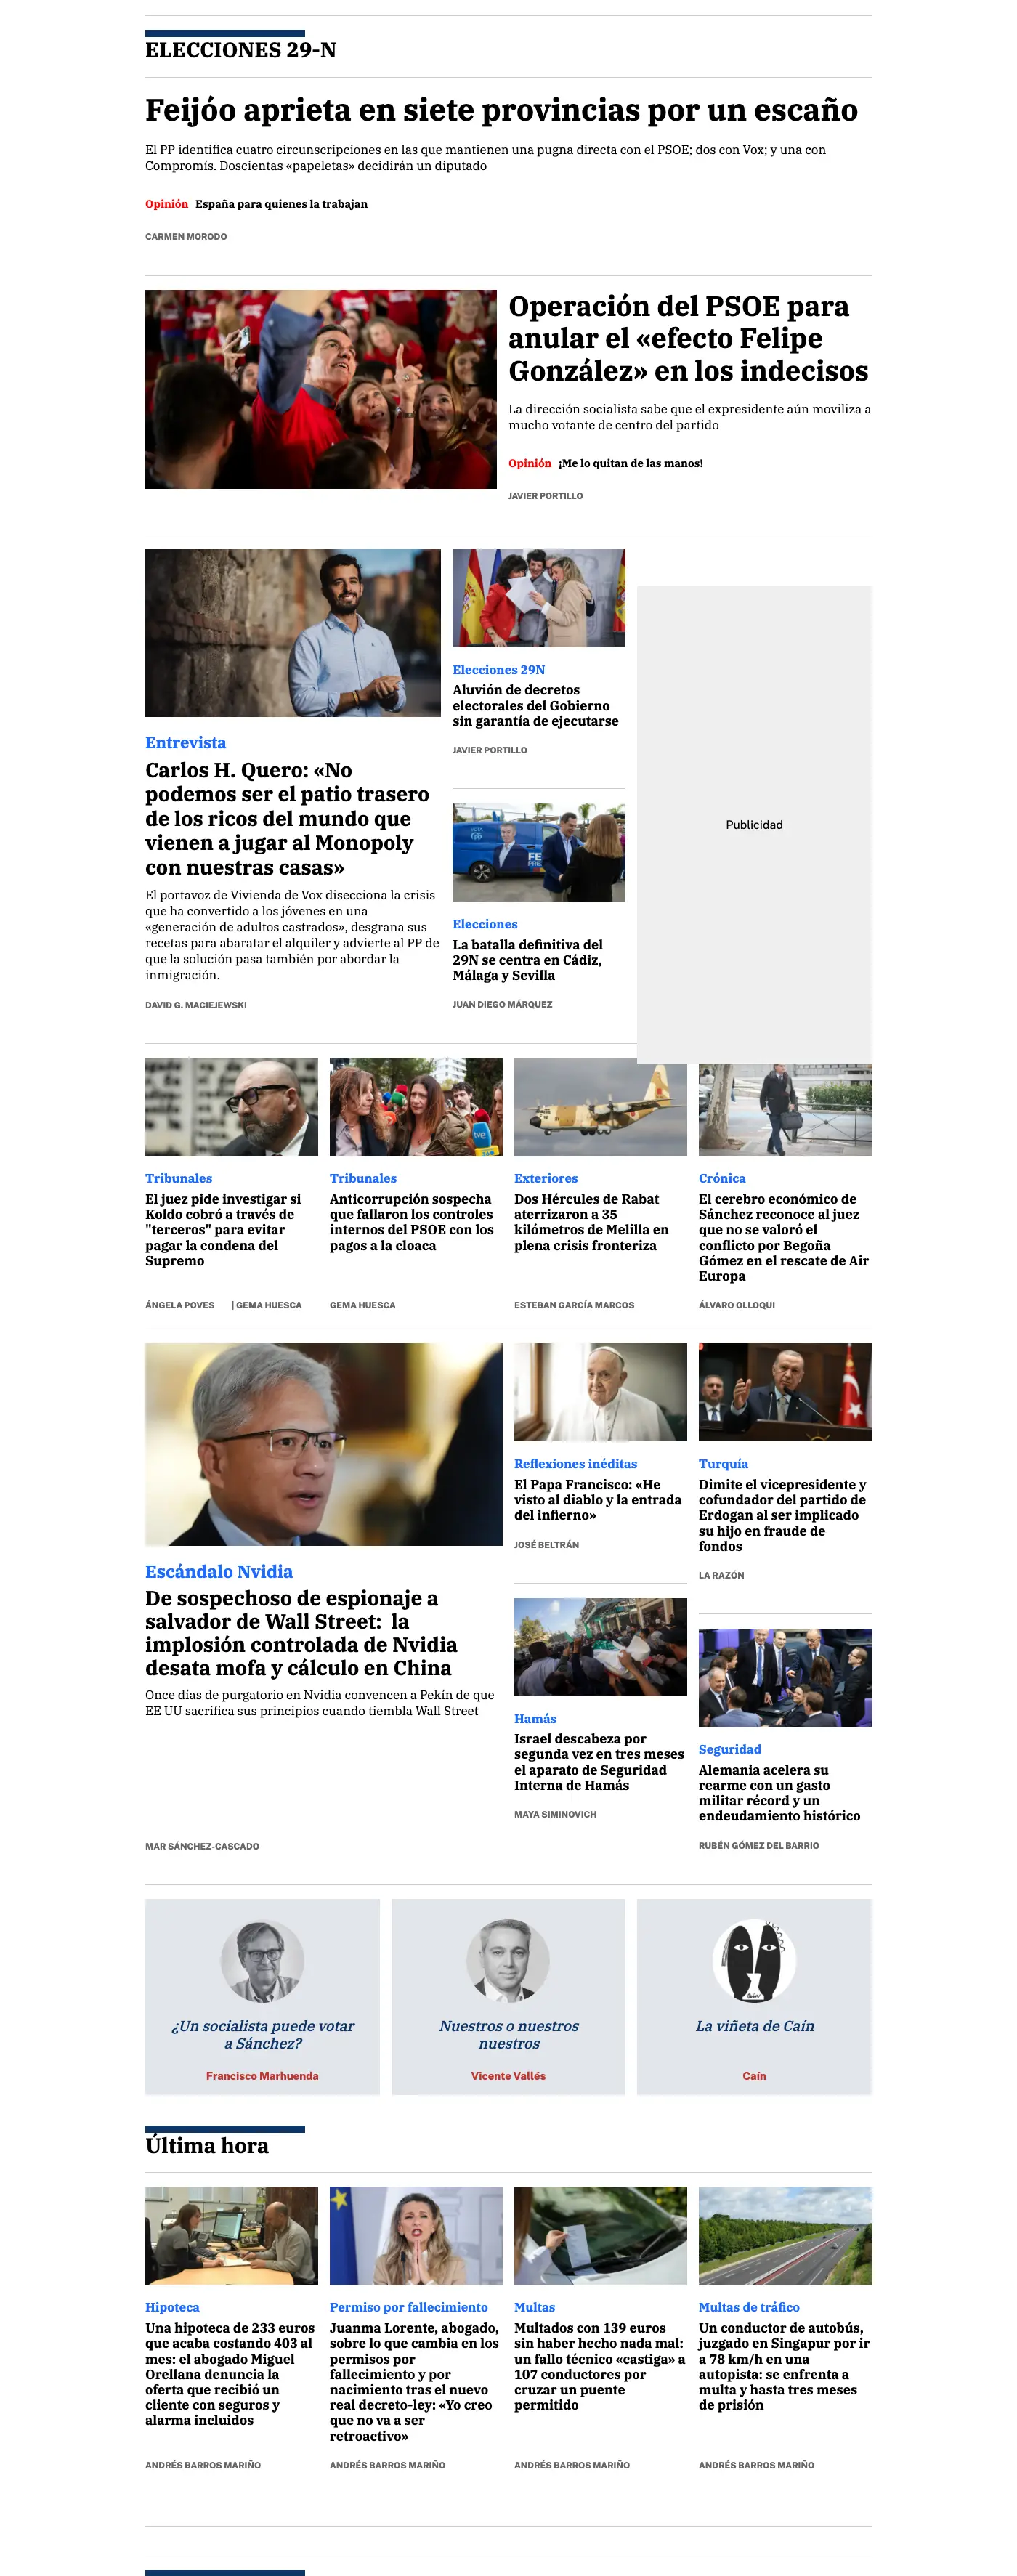 ELECCIONES 29-N
Feijóo aprieta en siete provincias por un escaño
El PP identifica cuatro circunscripciones en las que mantienen una pugna directa con el PSOE; dos con Vox; y una con
Compromís. Doscientas «papeletas» decidirán un diputado
Opinión España para quienes la trabajan
CARMEN MORODO
Operación del PSOE para
anular el «efecto Felipe
González» en los indecisos
La dirección socialista sabe que el expresidente aún moviliza a
mucho votante de centro del partido
Opinión ¡Me lo quitan de las manos!
JAVIER PORTILLO
Entrevista
Carlos H. Quero: «No
podemos ser el patio trasero
de los ricos del mundo que
vienen a jugar al Monopoly
con nuestras casas»
El portavoz de Vivienda de Vox disecciona la crisis
que ha convertido a los jóvenes en una
«generación de adultos castrados», desgrana sus
recetas para abaratar el alquiler y advierte al PP de
que la solución pasa también por abordar la
inmigración.
DAVID G. MACIEJEWSKI
Elecciones 29N
Aluvión de decretos
electorales del Gobierno
sin garantía de ejecutarse
JAVIER PORTILLO
Elecciones
La batalla definitiva del
29N se centra en Cádiz,
Málaga y Sevilla
JUAN DIEGO MÁRQUEZ
Publicidad
Tribunales
El juez pide investigar si
Koldo cobró a través de
"terceros" para evitar
pagar la condena del
Supremo
ÁNGELA POVES | GEMA HUESCA
tve
Tribunales
Anticorrupción sospecha
que fallaron los controles
internos del PSOE con los
pagos a la cloaca
GEMA HUESCA
Exteriores
Dos Hércules de Rabat
aterrizaron a 35
kilómetros de Melilla en
plena crisis fronteriza
ESTEBAN GARCÍA MARCOS
Crónica
El cerebro económico de
Sánchez reconoce al juez
que no se valoró el
conflicto por Begoña
Gómez en el rescate de Air
Europa
ÁLVARO OLLOQUI
Escándalo Nvidia
De sospechoso de espionaje a
salvador de Wall Street: la
implosión controlada de Nvidia
desata mofa y cálculo en China
Once días de purgatorio en Nvidia convencen a Pekín de que
EE UU sacrifica sus principios cuando tiembla Wall Street
MAR SÁNCHEZ-CASCADO
Reflexiones inéditas
El Papa Francisco: «He
visto al diablo y la entrada
del infierno»
JOSÉ BELTRÁN
Hamás
Israel descabeza por
segunda vez en tres meses
el aparato de Seguridad
Interna de Hamás
MAYA SIMINOVICH
Turquía
Dimite el vicepresidente y
cofundador del partido de
Erdogan al ser implicado
su hijo en fraude de
fondos
LA RAZÓN
Seguridad
Alemania acelera su
rearme con un gasto
militar récord y un
endeudamiento histórico
RUBÉN GÓMEZ DEL BARRIO
¿Un socialista puede votar
a Sánchez?
Francisco Marhuenda
Nuestros o nuestros
nuestros
Vicente Vallés
La viñeta de Caín
Caín
Última hora
Hipoteca
Una hipoteca de 233 euros
que acaba costando 403 al
mes: el abogado Miguel
Orellana denuncia la
oferta que recibió un
cliente con seguros y
alarma incluidos
ANDRÉS BARROS MARIÑO
Permiso por fallecimiento
Juanma Lorente, abogado,
sobre lo que cambia en los
permisos por
fallecimiento y por
nacimiento tras el nuevo
real decreto-ley: «Yo creo
que no va a ser
retroactivo»
ANDRÉS BARROS MARIÑO
Multas
Multados con 139 euros
sin haber hecho nada mal:
un fallo técnico «castiga» a
107 conductores por
cruzar un puente
permitido
ANDRÉS BARROS MARIÑO
Multas de tráfico
Un conductor de autobús,
juzgado en Singapur por ir
a 78 km/h en una
autopista: se enfrenta a
multa y hasta tres meses
de prisión
ANDRÉS BARROS MARIÑO